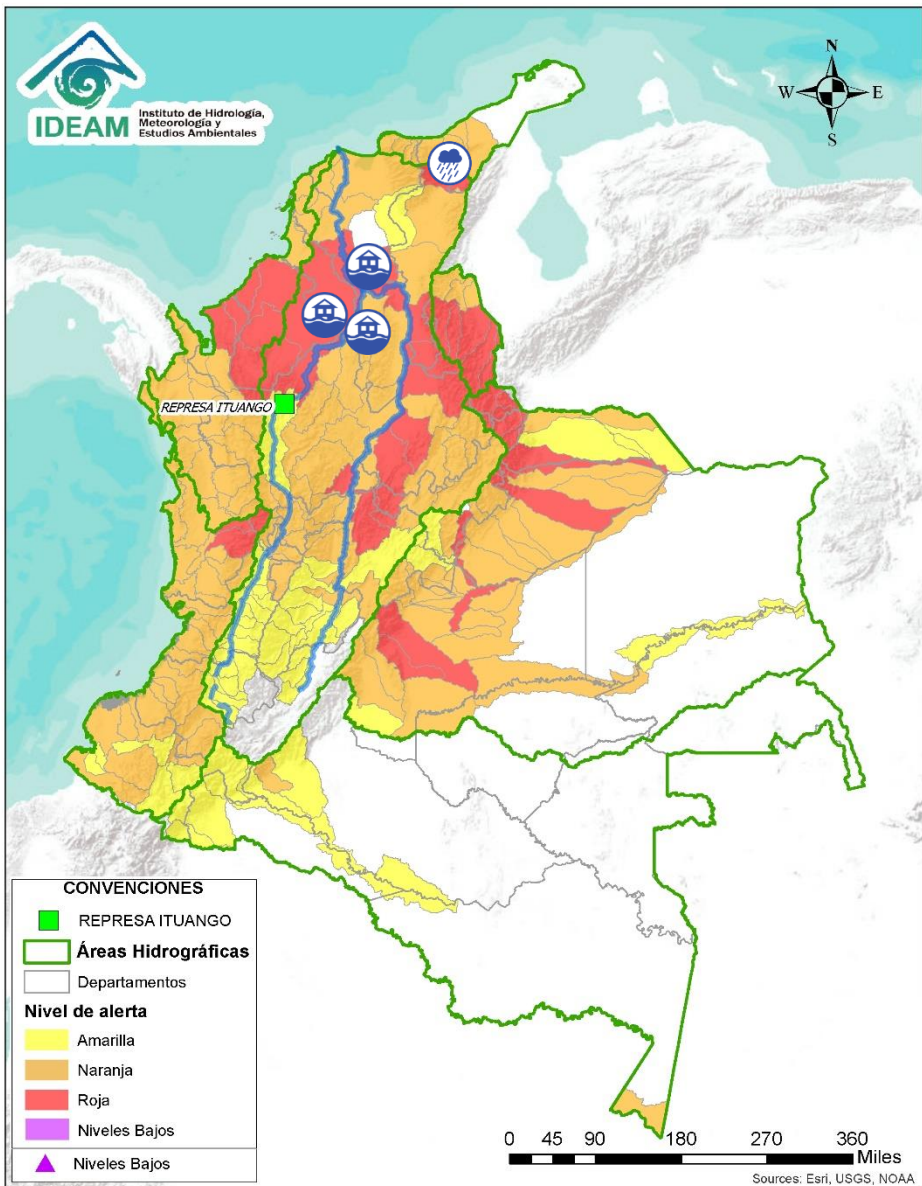 IDEAM
Instituto de Hidrología,
Meteorología y
Estudios Ambientales
N
W
E
S
REPRESA ITUANGO
CONVENCIONES
REPRESA ITUANGO
Áreas Hidrográficas
Departamentos
Nivel de alerta
Amarilla
Naranja
Roja
Niveles Bajos
Niveles Bajos
0 45 90 180 270 360
Miles
Sources: Esri, USGS, NOAA